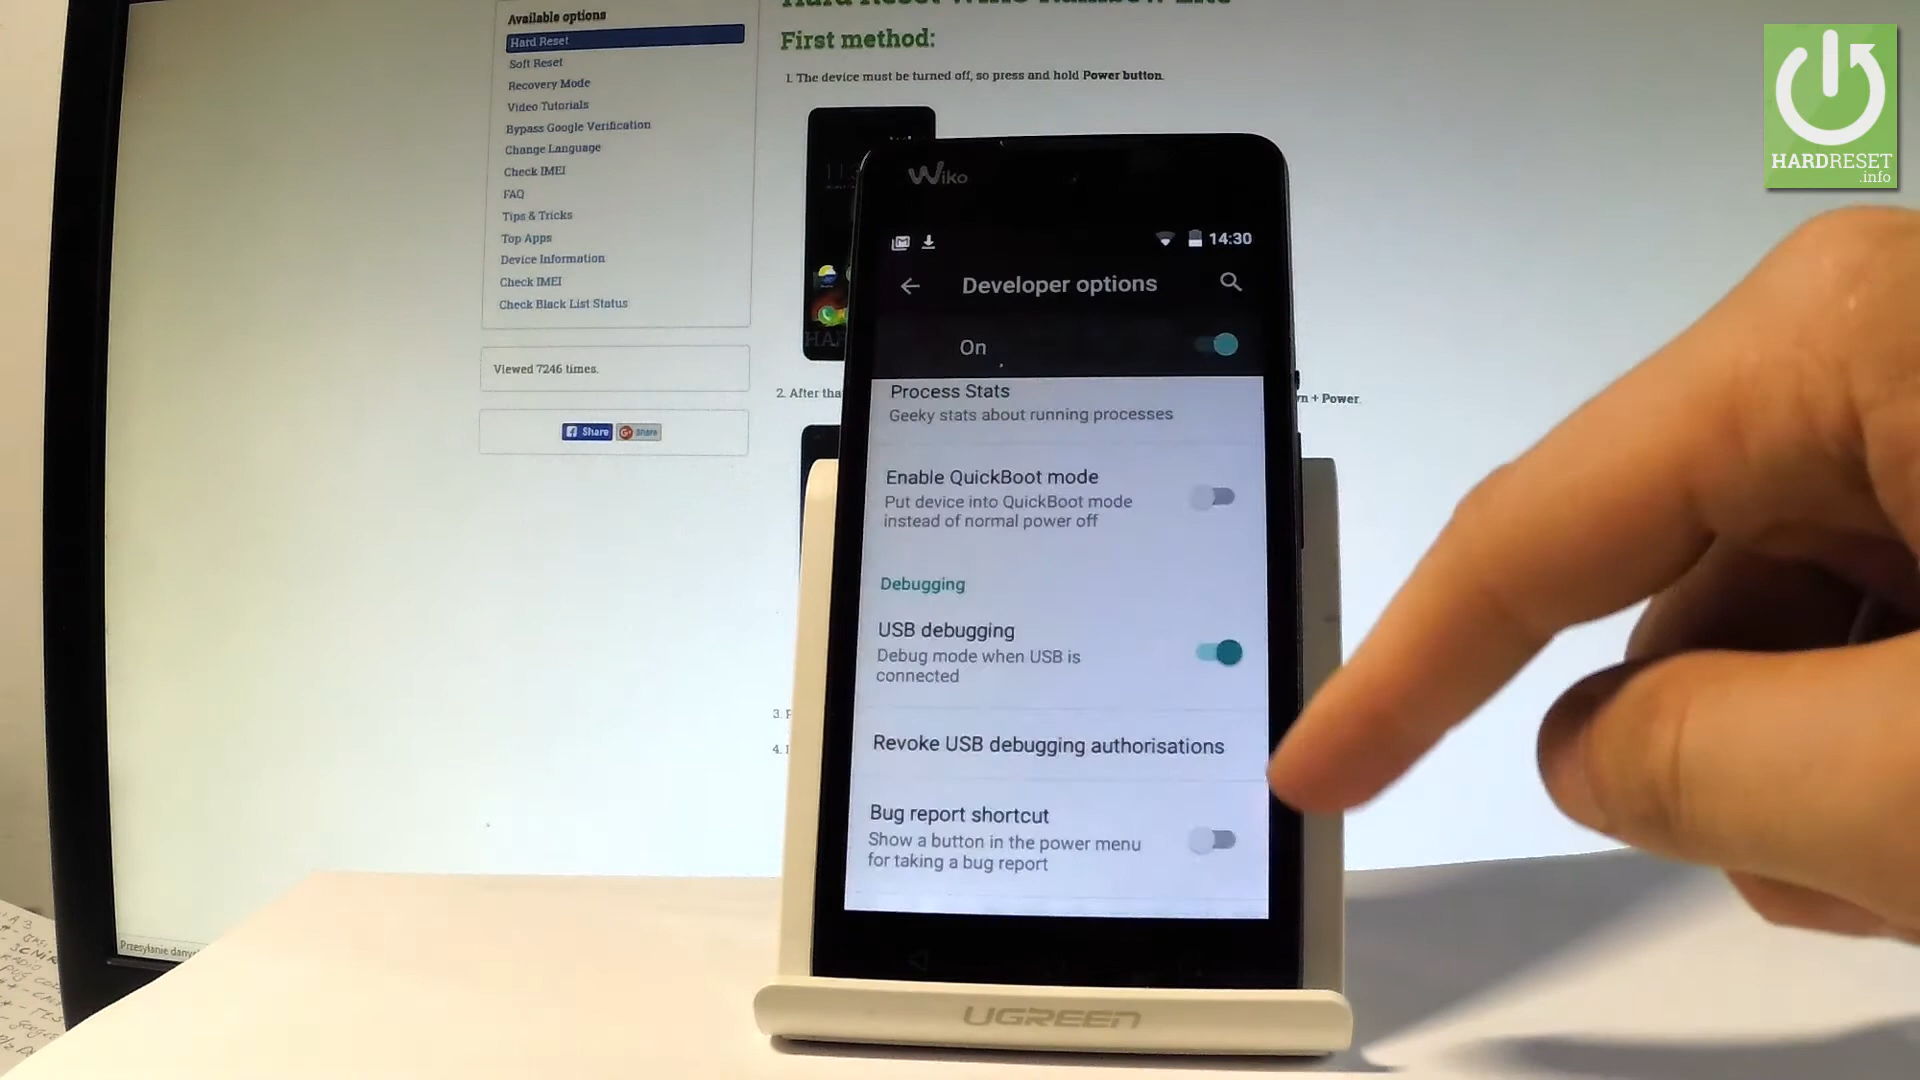 Available options
Hard Reset
Soft Reset
Recovery Mode
Video Tutorials
Bypass Google Verification
Change Language
Check IMEI
FAQ
Tips & Tricks
Top Apps
Device Information
Check IMEI
Check Black List Status
Viewed 7246 times.
Share
Share
First method:
1. The device must be turned off, so press and hold Power button.
2. After tha
+ Power.
3.
4.
Wiko
14:30
Developer options
On
Process Stats
Geeky stats about running processes
Enable QuickBoot mode
Put device into QuickBoot mode
instead of normal power off
Debugging
USB debugging
Debug mode when USB is
connected
Revoke USB debugging authorisations
Bug report shortcut
Show a button in the power menu
for taking a bug report
UGREEN
HARDRESET
.info